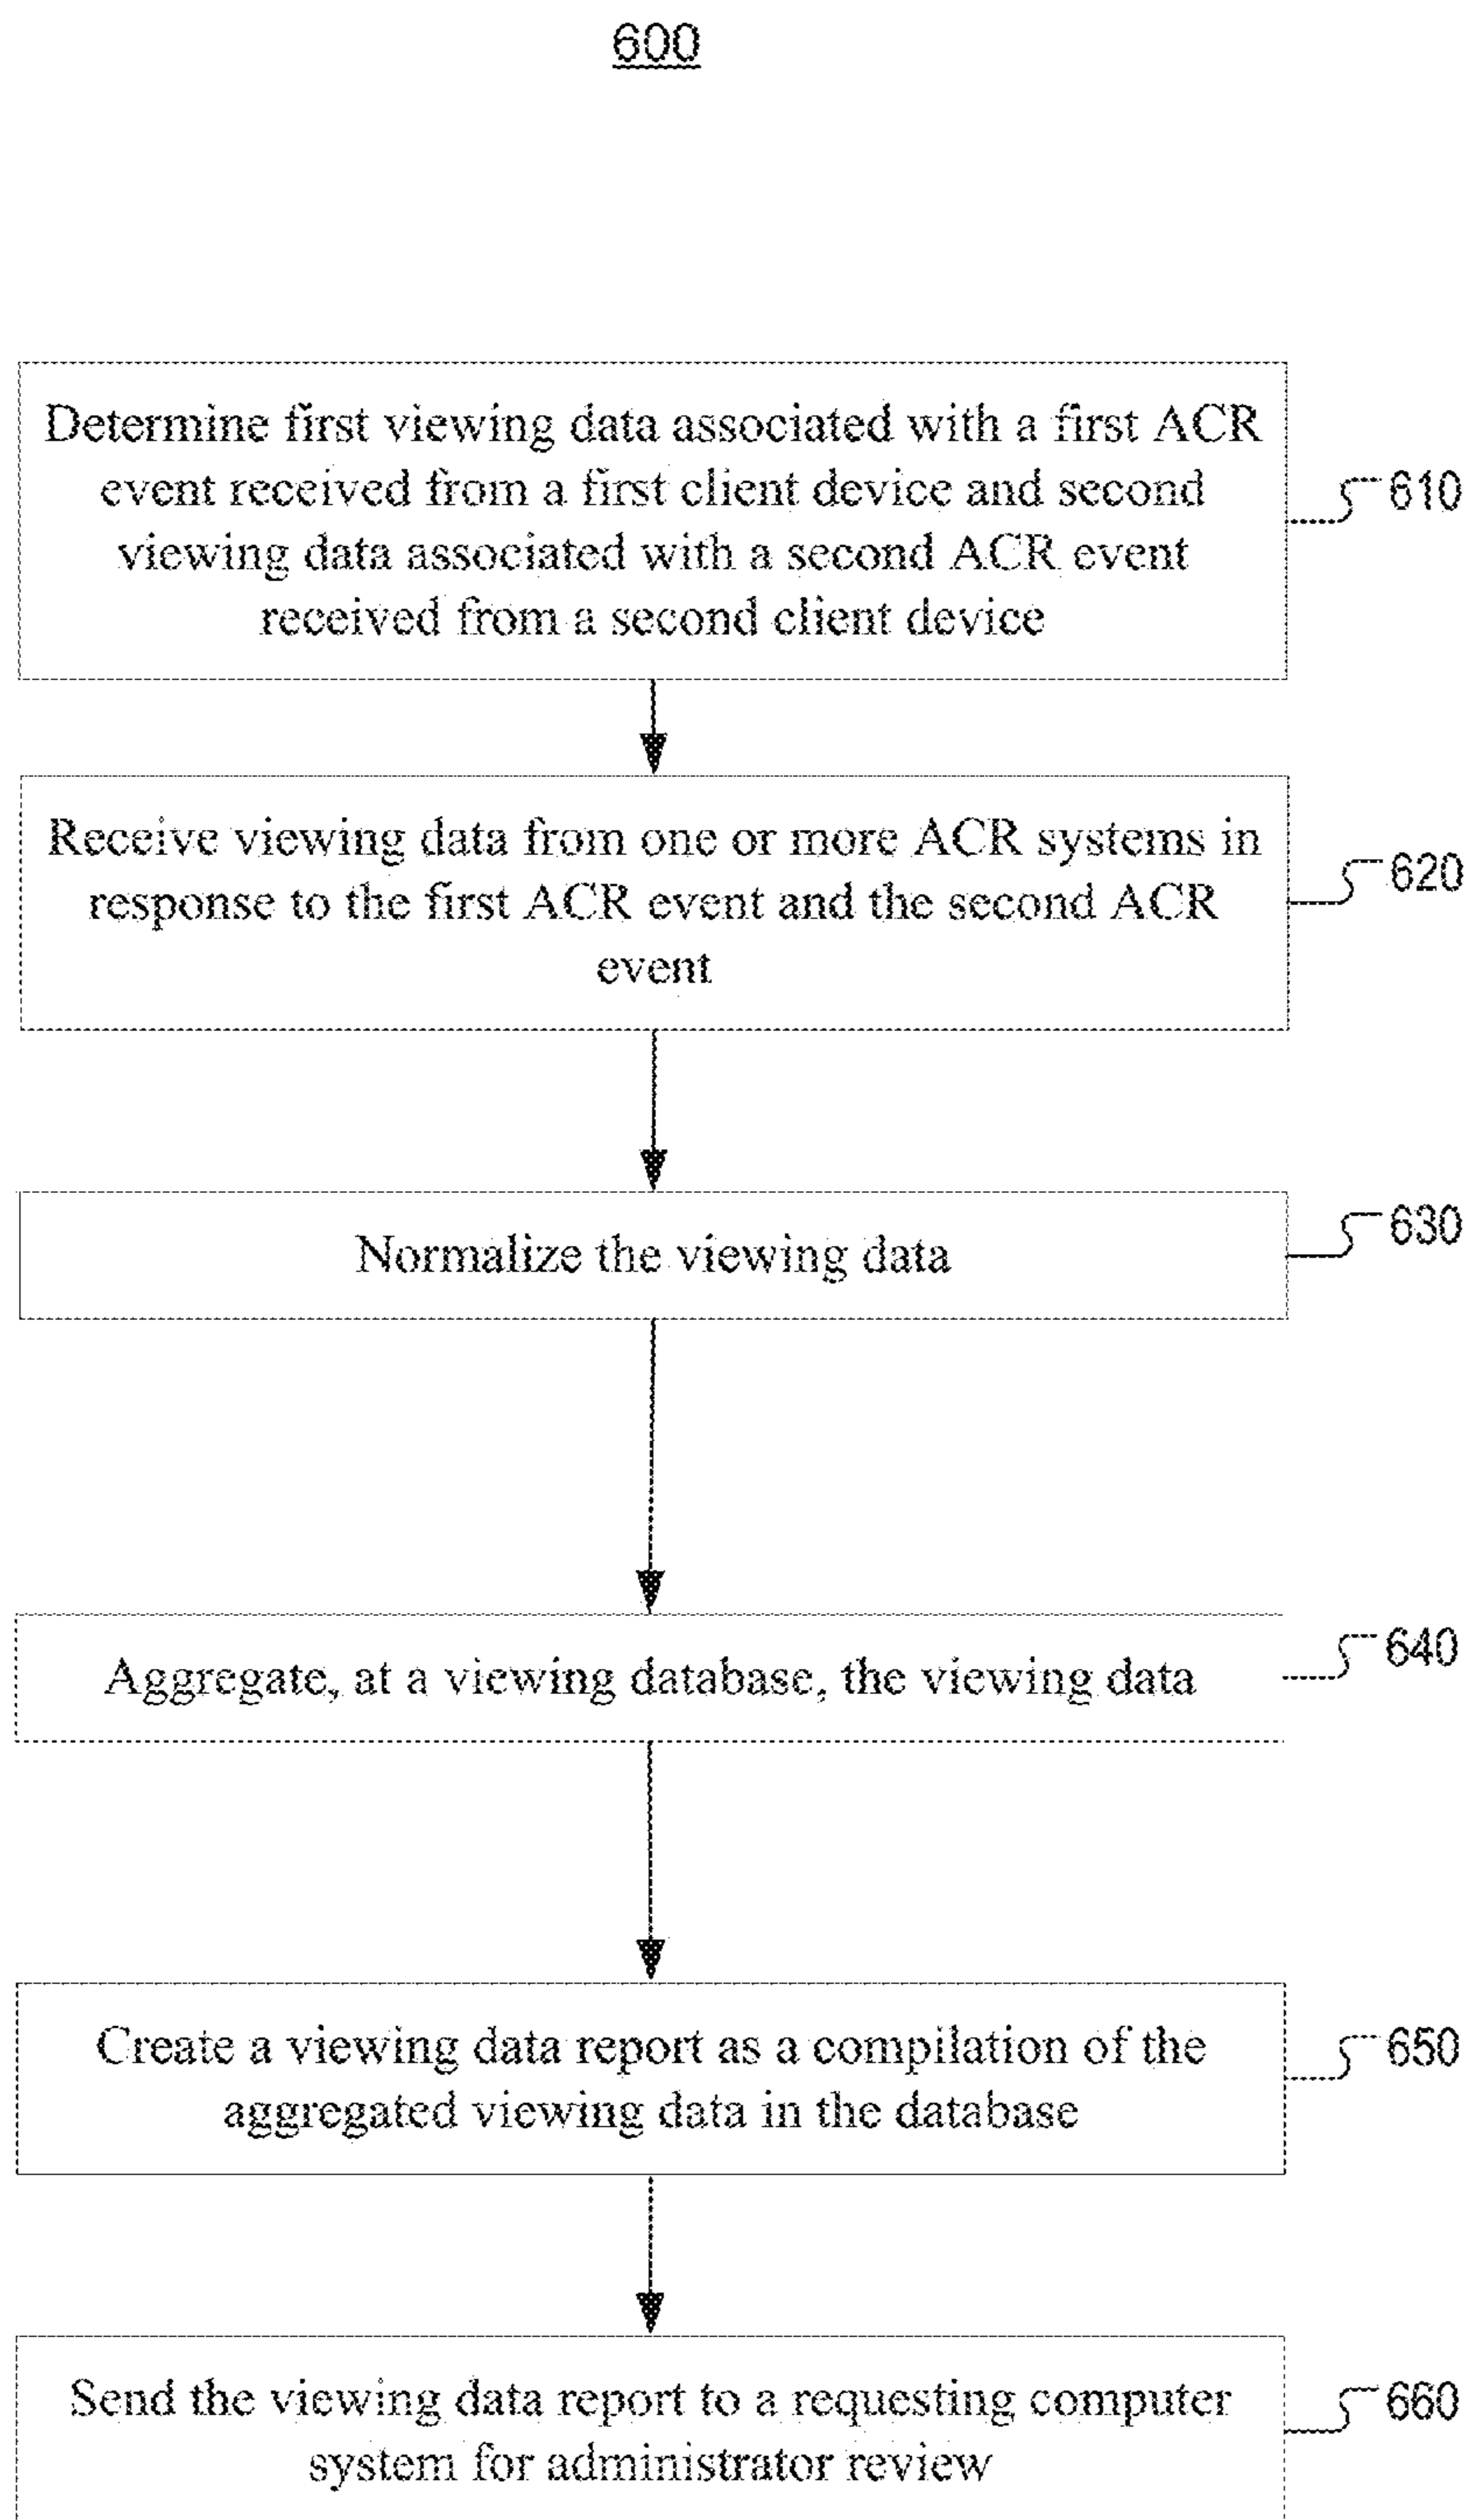 600
Determine first viewing data associated with a first ACR
event received from a first client device and second
viewing data associated with a second ACR event
received from a second client device
610
Receive viewing data from one or more ACR systems in
response to the first ACR event and the second ACR
event
620
Normalize the viewing data
630
Aggregate, at a viewing database, the viewing data
640
Create a viewing data report as a compilation of the
aggregated viewing data in the database
650
Send the viewing data report to a requesting computer
system for administrator review
660